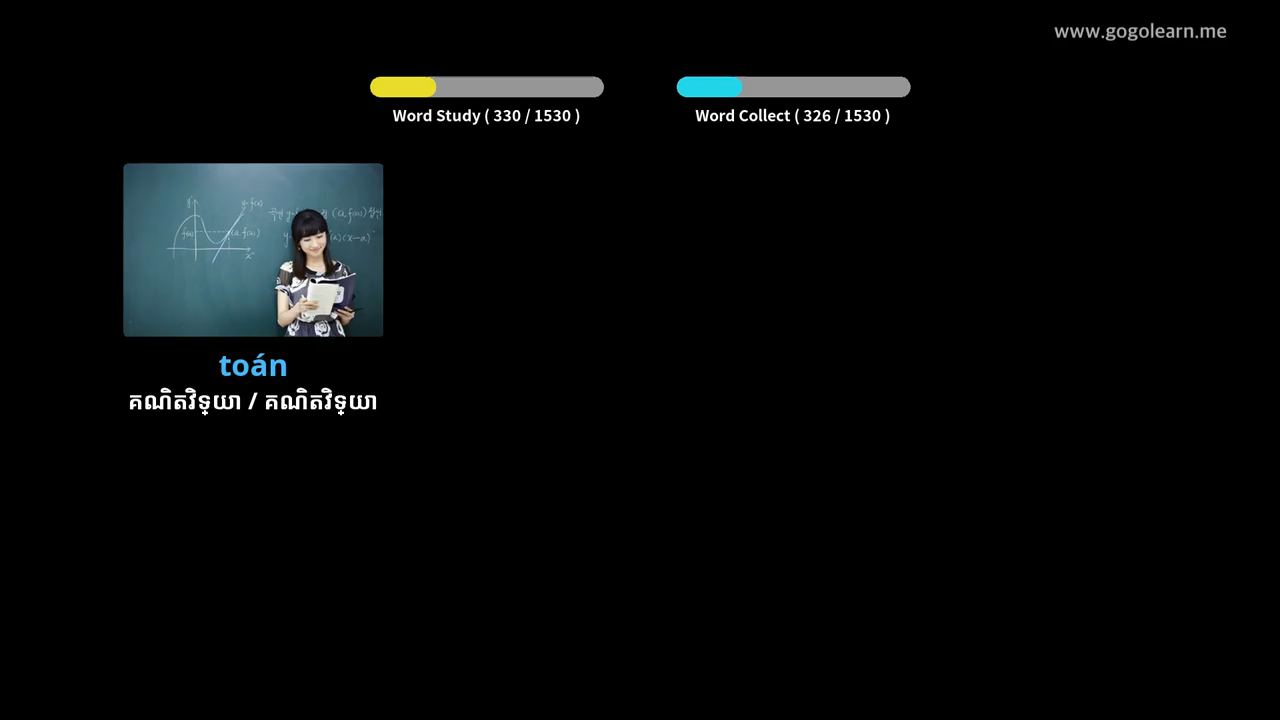 www.gogolearn.me
Word Study ( 330 / 1530 )
Word Collect ( 326 / 1530 )
y
y=f(x)
f(a)
(a, f(a))
x
(a, f(a))
toán
គណិតវិទ្យា / គណិតវិទ្យា